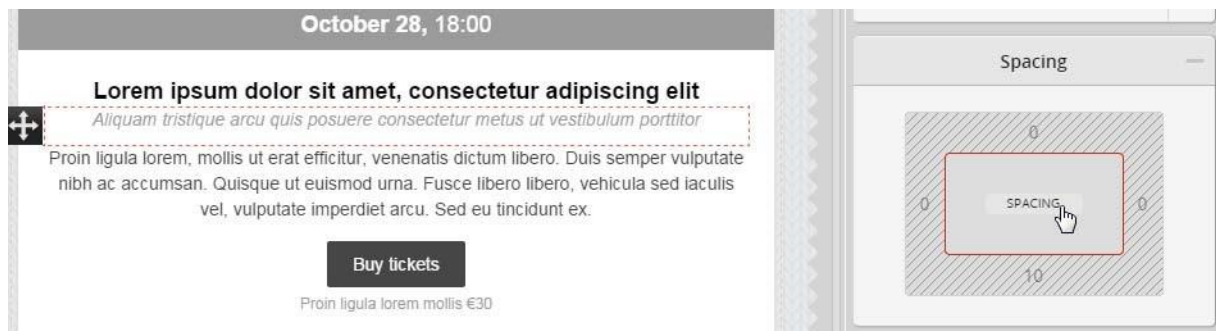 October 28, 18:00
Lorem ipsum dolor sit amet, consectetur adipiscing elit
Aliquam tristique arcu quis posuere consectetur metus ut vestibulum porttitor
Proin ligula lorem, mollis ut erat efficitur, venenatis dictum libero. Duis semper vulputate
nibh ac accumsan. Quisque ut euismod urna. Fusce libero libero, vehicula sed iaculis
vel, vulputate imperdiet arcu. Sed eu tincidunt ex.
Buy tickets
Proin ligula lorem mollis €30
Spacing
0
0
SPACING
0
10